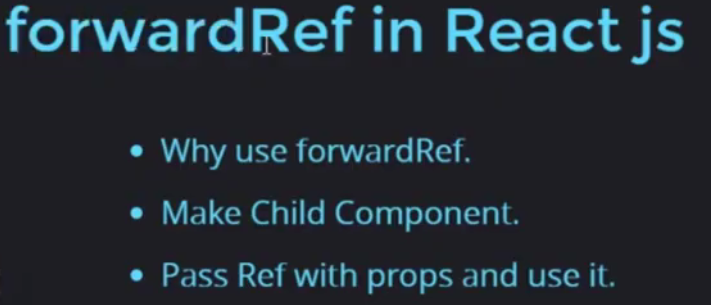 forwardRef in React js
• Why use forwardRef.
• Make Child Component.
• Pass Ref with props and use it.